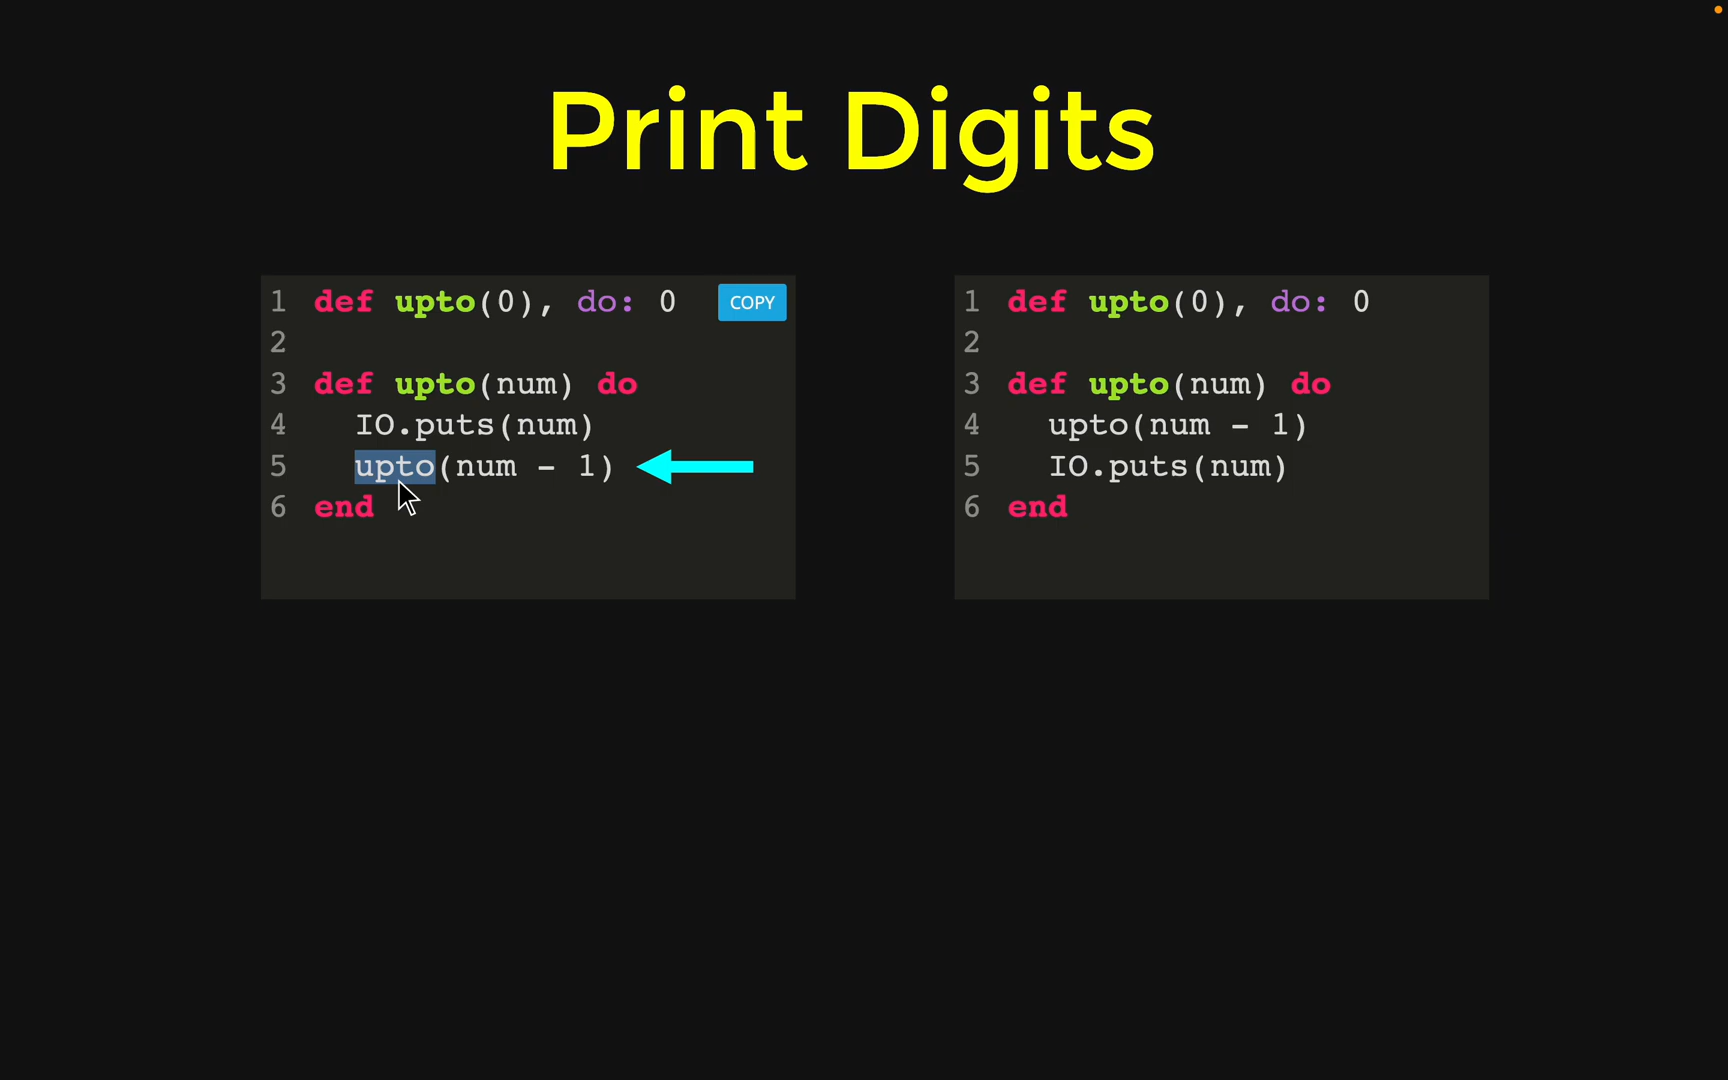 Print Digits
1 def upto(0), do: 0
COPY
2
3 def upto(num) do
4   IO.puts(num)
5   upto(num - 1)
6 end
1 def upto(0), do: 0
2
3 def upto(num) do
4   upto(num - 1)
5   IO.puts(num)
6 end